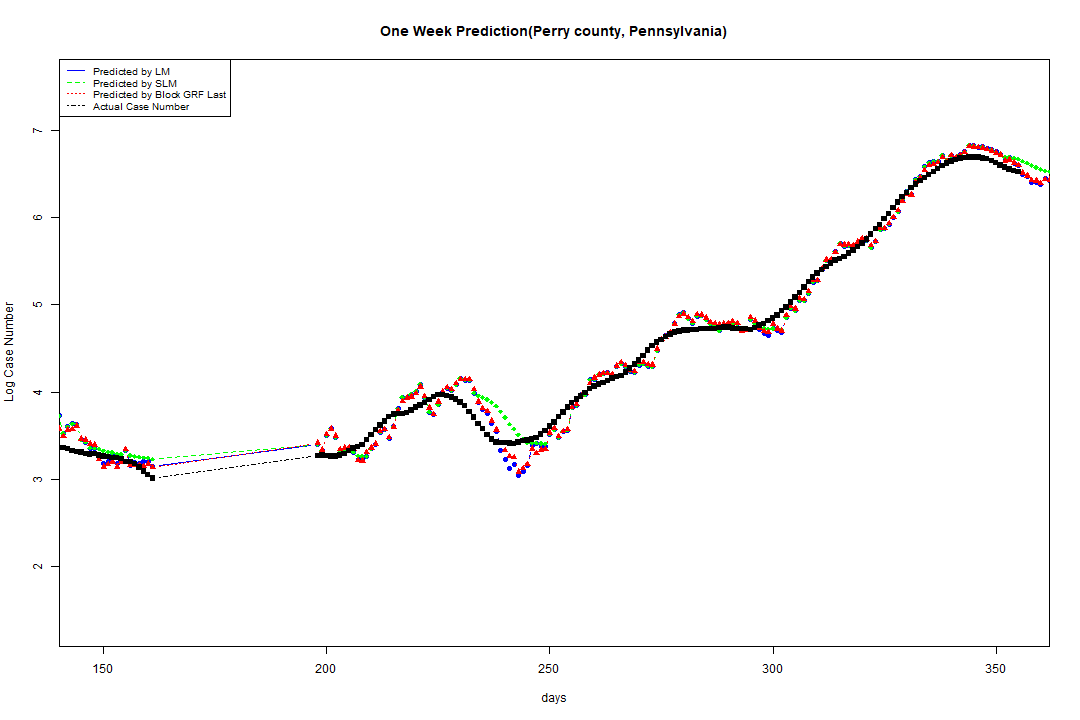 One Week Prediction(Perry county, Pennsylvania)
Predicted by LM
Predicted by SLM
Predicted by Block GRF Last
Actual Case Number
7
6
5
4
3
2
Log Case Number
150 200 250 300 350
days